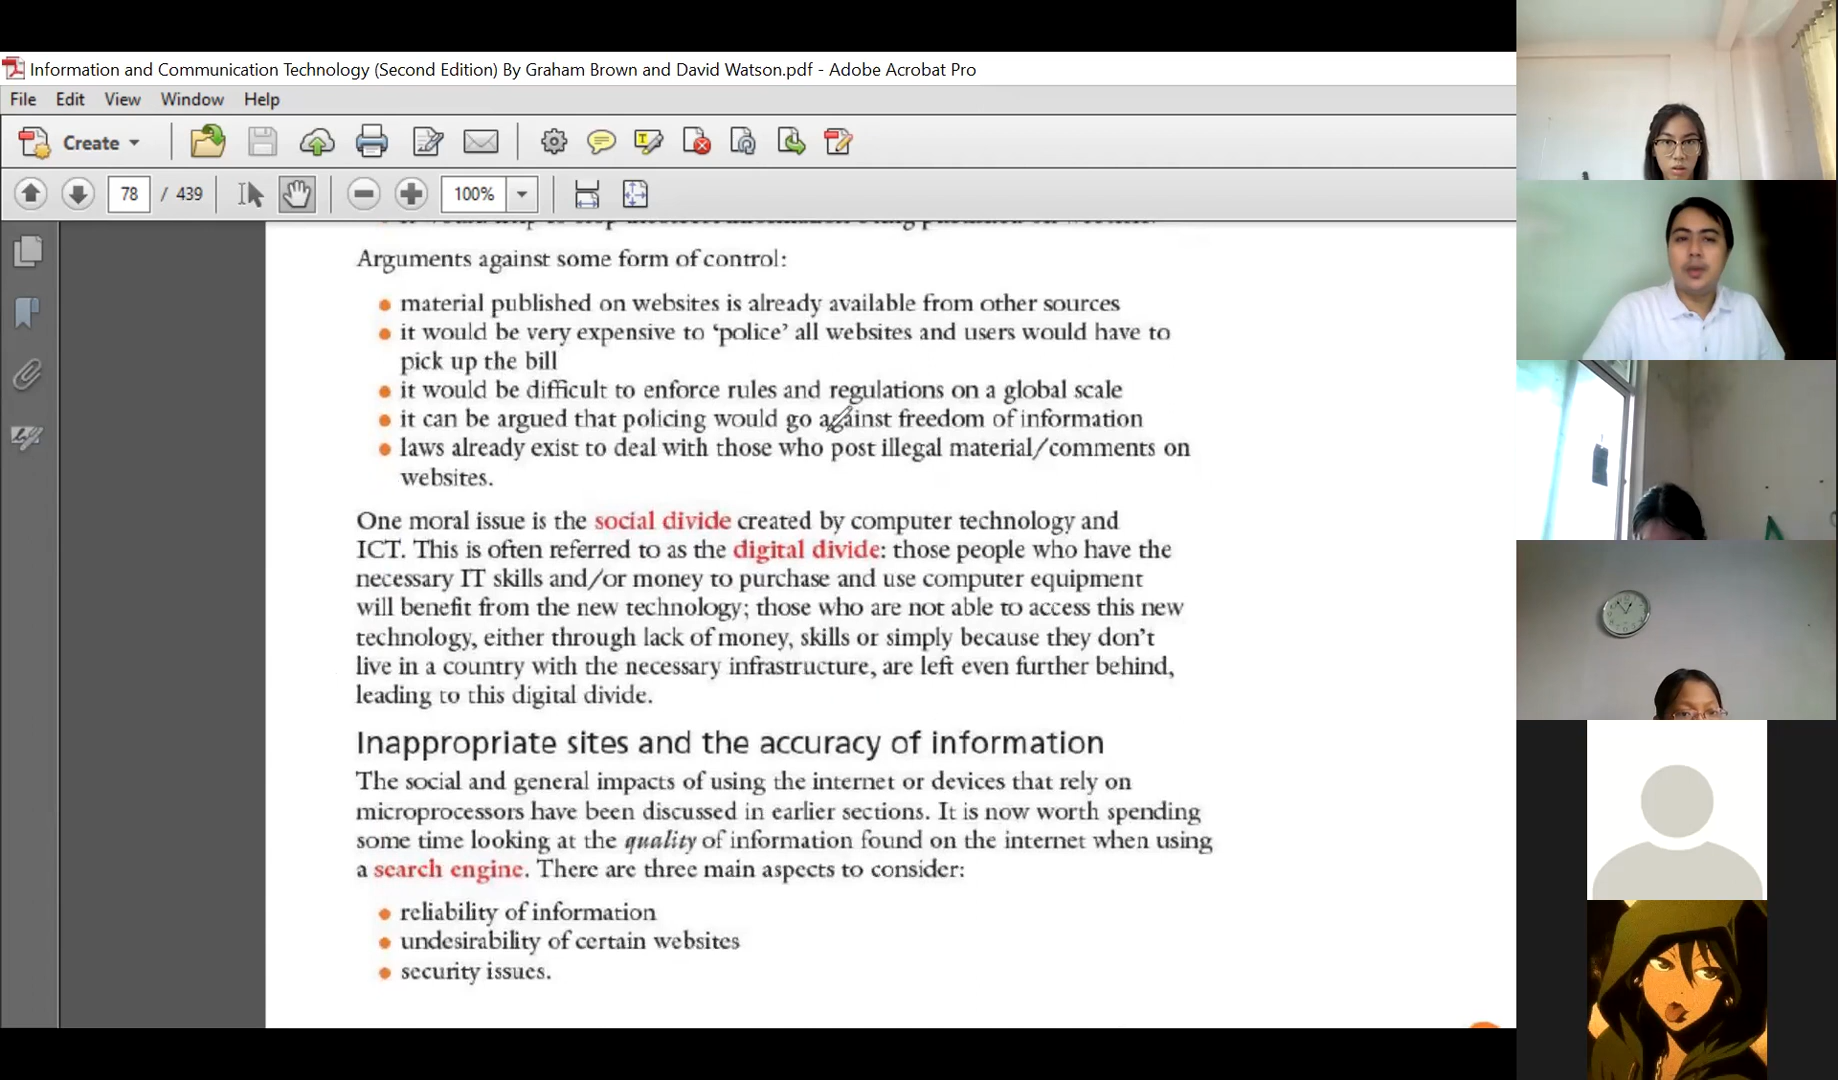 Information and Communication Technology (Second Edition) By Graham Brown and David Watson.pdf - Adobe Acrobat Pro
File Edit View Window Help
Create
78 / 439 100%
Arguments against some form of control:
material published on websites is already available from other sources
it would be very expensive to ‘police’ all websites and users would have to
pick up the bill
it would be difficult to enforce rules and regulations on a global scale
it can be argued that policing would go against freedom of information
laws already exist to deal with those who post illegal material/comments on
websites.
One moral issue is the social divide created by computer technology and
ICT. This is often referred to as the digital divide: those people who have the
necessary IT skills and/or money to purchase and use computer equipment
will benefit from the new technology; those who are not able to access this new
technology, either through lack of money, skills or simply because they don’t
live in a country with the necessary infrastructure, are left even further behind,
leading to this digital divide.
Inappropriate sites and the accuracy of information
The social and general impacts of using the internet or devices that rely on
microprocessors have been discussed in earlier sections. It is now worth spending
some time looking at the quality of information found on the internet when using
a search engine. There are three main aspects to consider:
reliability of information
undesirability of certain websites
security issues.